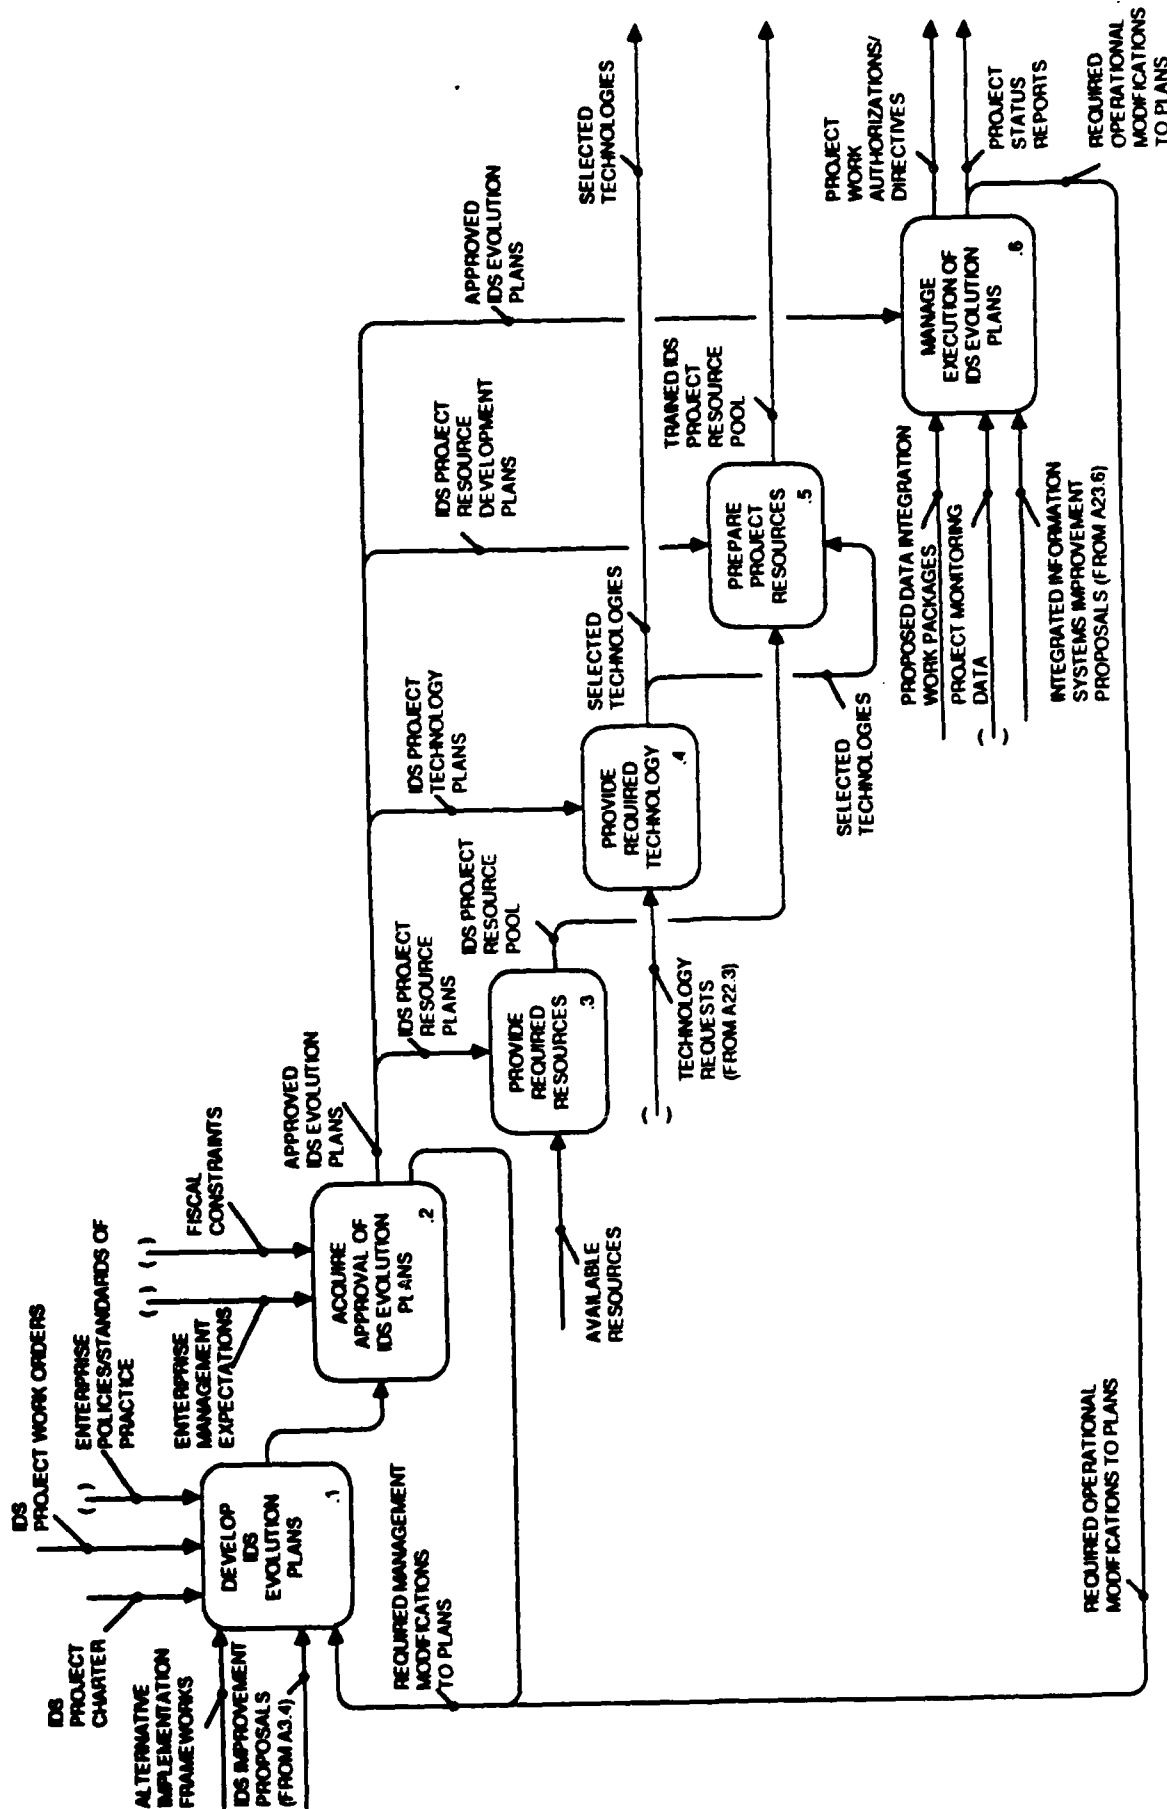 IDS
PROJECT
CHARTER
IDS
PROJECT WORK ORDERS
ENTERPRISE
POLICIES/STANDARDS OF
PRACTICE
ALTERNATIVE
IMPLEMENTATION
FRAMEWORKS
IDS IMPROVEMENT
PROPOSALS
(FROM A3.4)
DEVELOP
IDS
EVOLUTION
PLANS
.1
ENTERPRISE
MANAGEMENT
EXPECTATIONS
FISCAL
CONSTRAINTS
ACQUIRE
APPROVAL OF
IDS EVOLUTION
PLANS
.2
REQUIRED MANAGEMENT
MODIFICATIONS
TO PLANS
APPROVED
IDS EVOLUTION
PLANS
IDS PROJECT
RESOURCE
PLANS
AVAILABLE
RESOURCES
PROVIDE
REQUIRED
RESOURCES
.3
IDS PROJECT
RESOURCE
POOL
IDS PROJECT
TECHNOLOGY
PLANS
TECHNOLOGY
REQUESTS
(FROM A22.3)
PROVIDE
REQUIRED
TECHNOLOGY
.4
SELECTED
TECHNOLOGIES
SELECTED
TECHNOLOGIES
IDS PROJECT
RESOURCE
DEVELOPMENT
PLANS
PREPARE
PROJECT
RESOURCES
.5
TRAINED IDS
PROJECT
RESOURCE
POOL
APPROVED
IDS EVOLUTION
PLANS
SELECTED
TECHNOLOGIES
PROPOSED DATA INTEGRATION
WORK PACKAGES
PROJECT MONITORING
DATA
INTEGRATED INFORMATION
SYSTEMS IMPROVEMENT
PROPOSALS (FROM A23.6)
MANAGE
EXECUTION OF
IDS EVOLUTION
PLANS
.6
PROJECT
WORK
AUTHORIZATIONS/
DIRECTIVES
PROJECT
STATUS
REPORTS
REQUIRED
OPERATIONAL
MODIFICATIONS
TO PLANS
REQUIRED OPERATIONAL
MODIFICATIONS TO PLANS